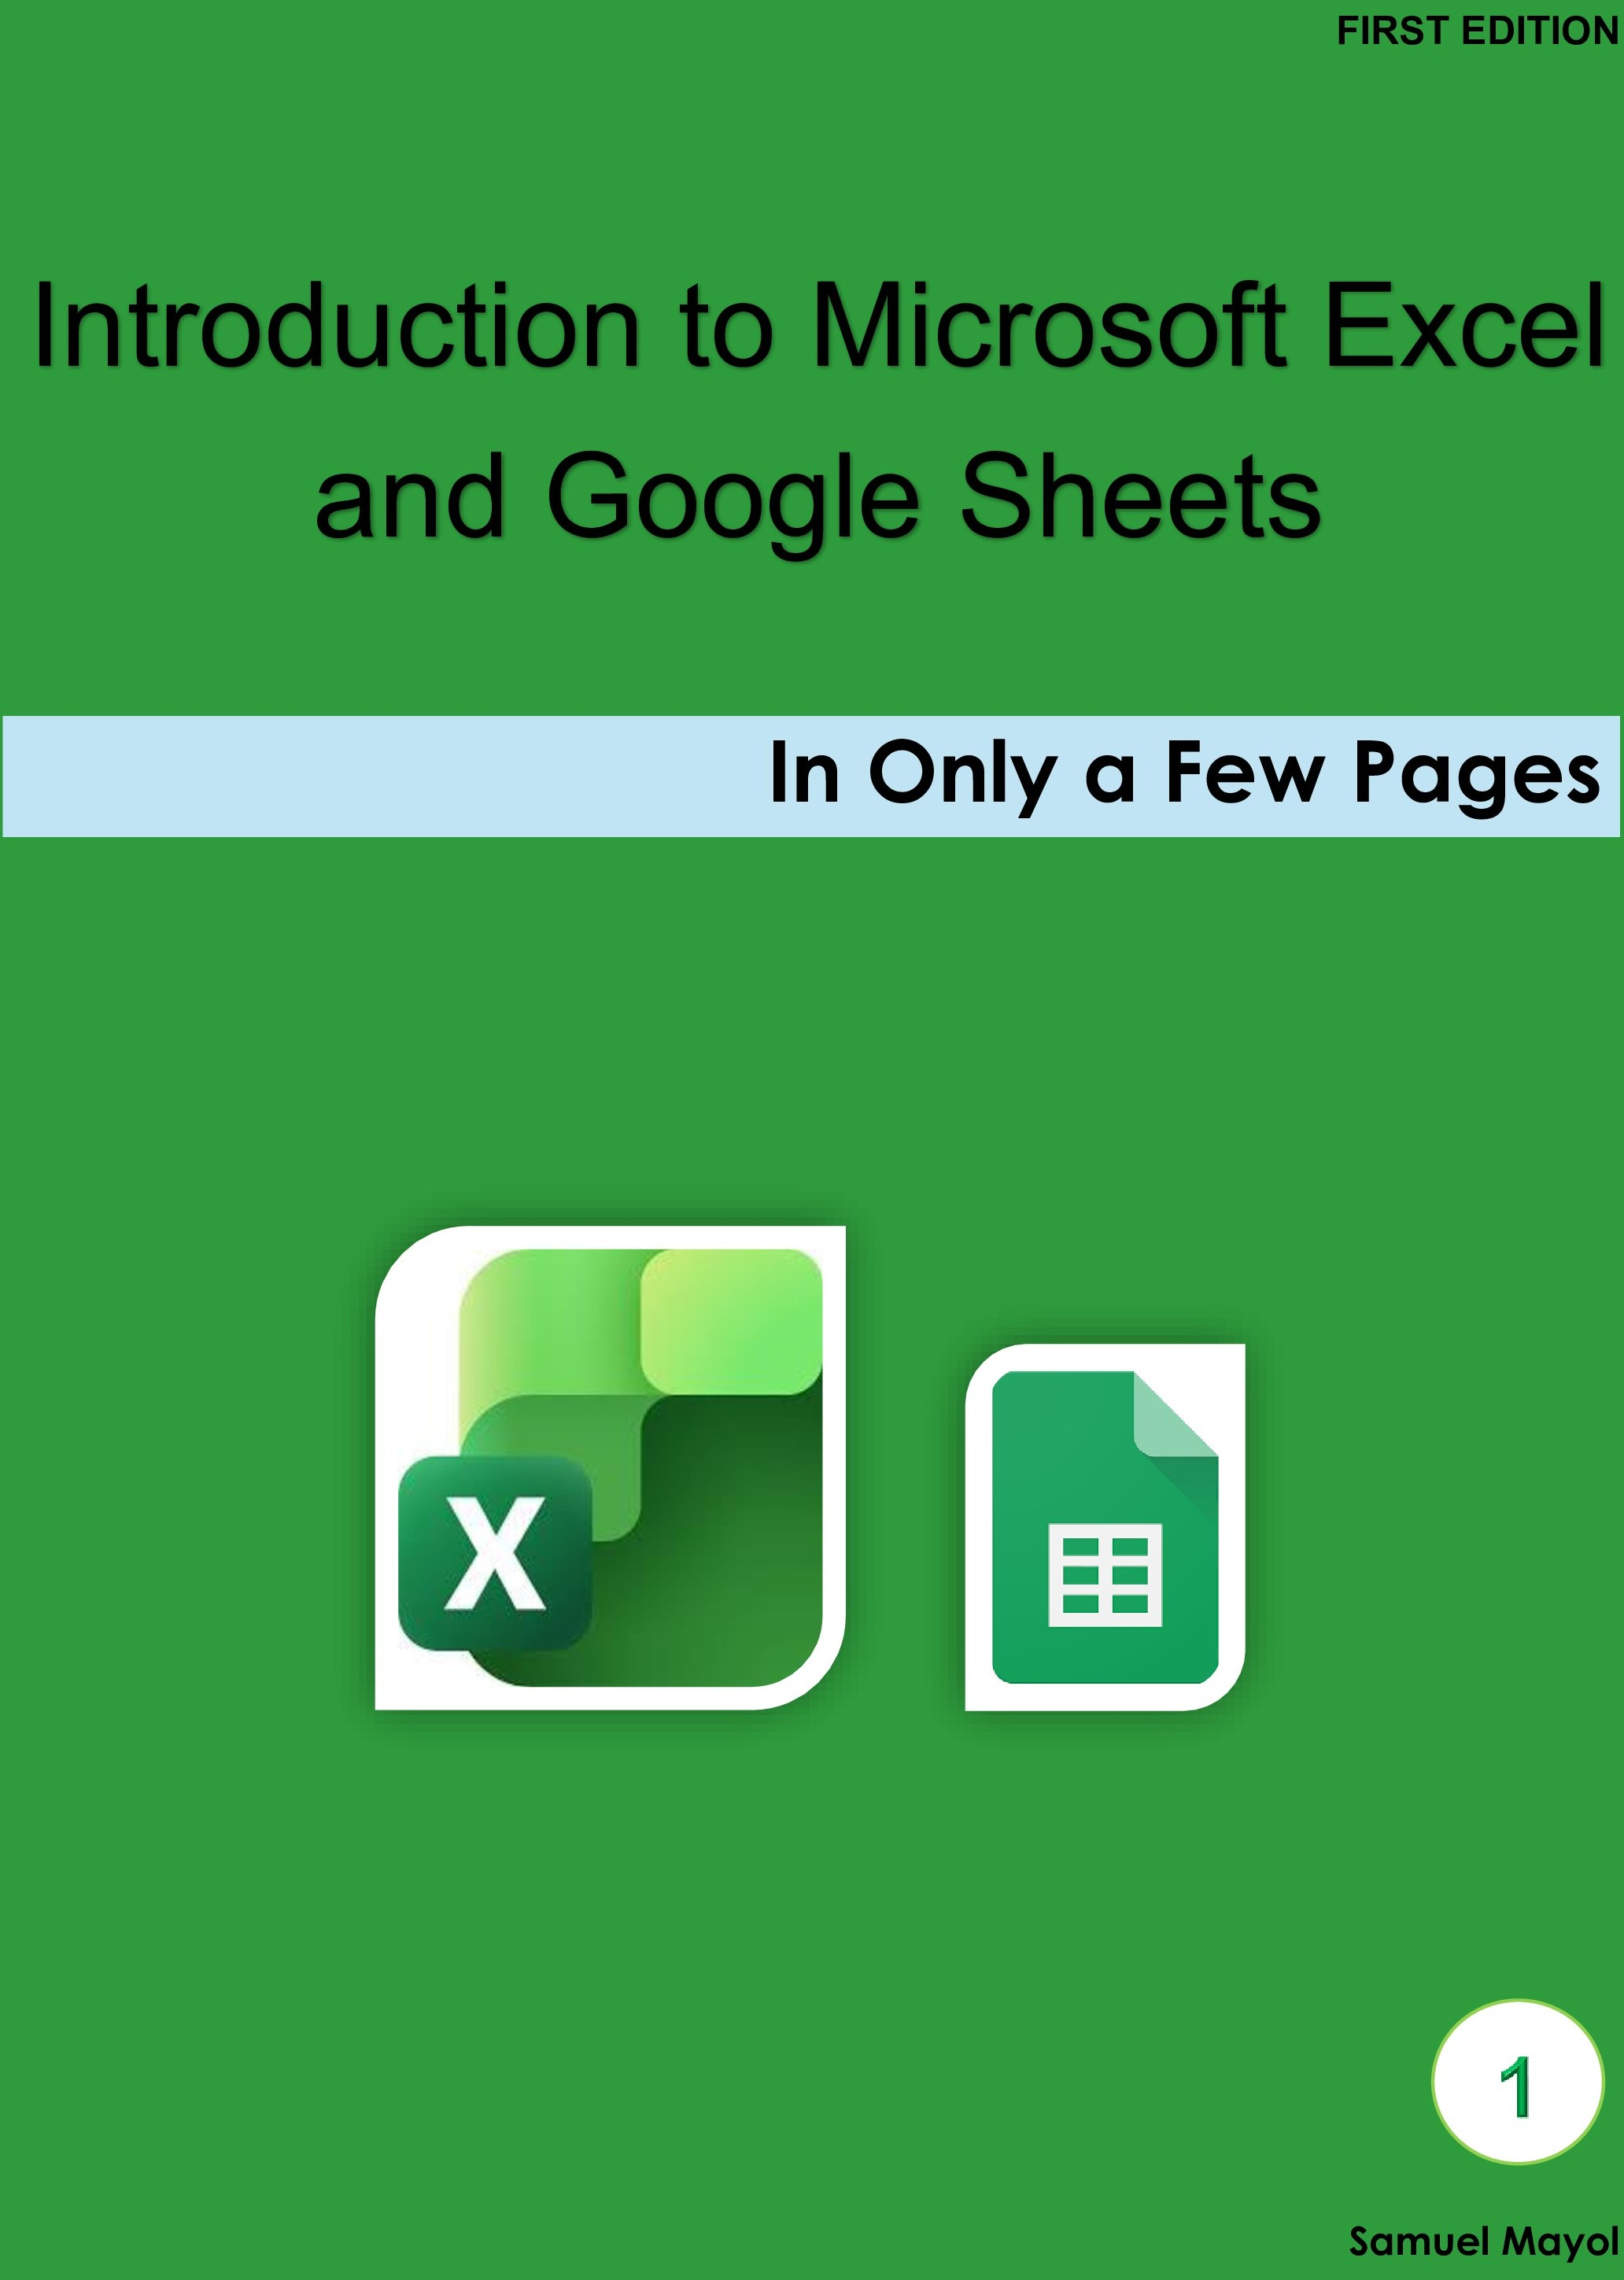 FIRST EDITION
Introduction to Microsoft Excel
and Google Sheets
In Only a Few Pages
X
1
Samuel Mayol